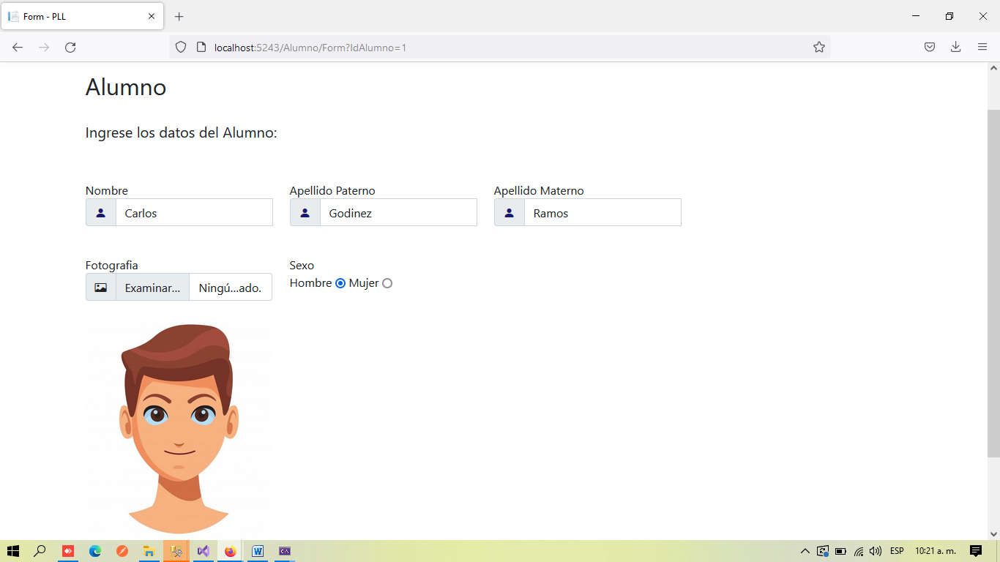 Form - PLL
localhost:5243/Alumno/Form?IdAlumno=1
Alumno
Ingrese los datos del Alumno:
Nombre Apellido Paterno Apellido Materno
Carlos Godinez Ramos
Fotografia Sexo
Examinar... Ningú...ado. Hombre Mujer
ESP 10:21 a. m.